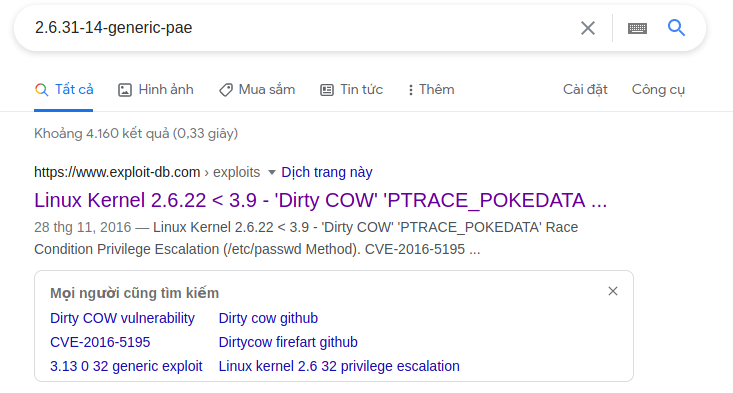 2.6.31-14-generic-pae
Tất cả Hình ảnh Mua sắm Tin tức Thêm Cài đặt Công cụ
Khoảng 4.160 kết quả (0,33 giây)
https://www.exploit-db.com › exploits Dịch trang này
Linux Kernel 2.6.22 < 3.9 - 'Dirty COW' 'PTRACE_POKEDATA ...
28 thg 11, 2016 — Linux Kernel 2.6.22 < 3.9 - 'Dirty COW' 'PTRACE_POKEDATA' Race
Condition Privilege Escalation (/etc/passwd Method). CVE-2016-5195 ...
Mọi người cũng tìm kiếm
Dirty COW vulnerability Dirty cow github
CVE-2016-5195 Dirtycow firefart github
3.13 0 32 generic exploit Linux kernel 2.6 32 privilege escalation